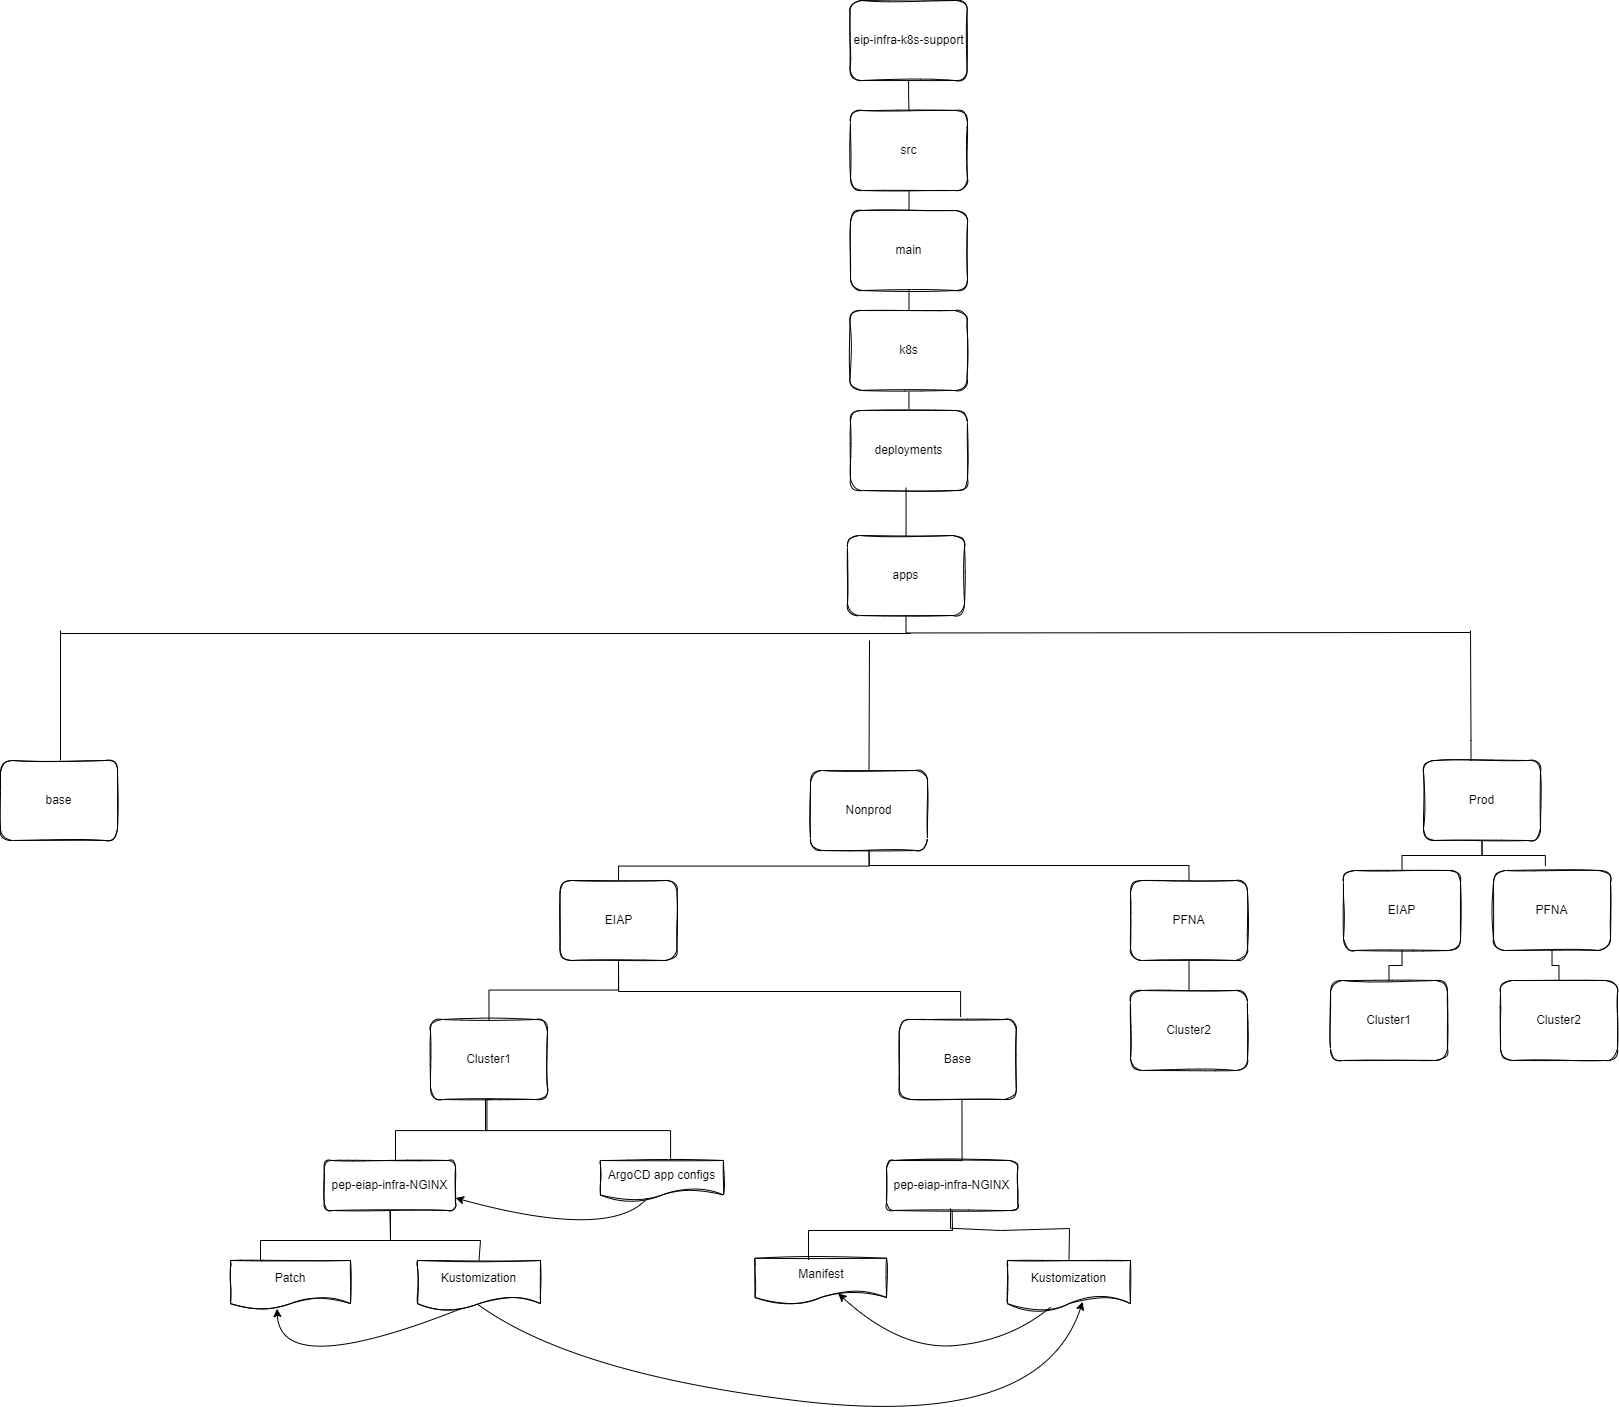 eip-infra-k8s-support
src
main
k8s
deployments
apps
base
Nonprod
Prod
EIAP
PFNA
EIAP
PFNA
Cluster1
Base
Cluster2
Cluster1
Cluster2
pep-eiap-infra-NGINX
ArgoCD app configs
pep-eiap-infra-NGINX
Patch
Kustomization
Manifest
Kustomization